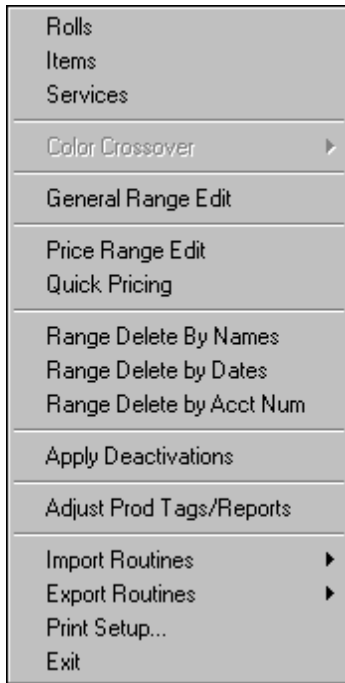 Rolls
Items
Services
Color Crossover
General Range Edit
Price Range Edit
Quick Pricing
Range Delete By Names
Range Delete by Dates
Range Delete by Acct Num
Apply Deactivations
Adjust Prod Tags/Reports
Import Routines
Export Routines
Print Setup...
Exit